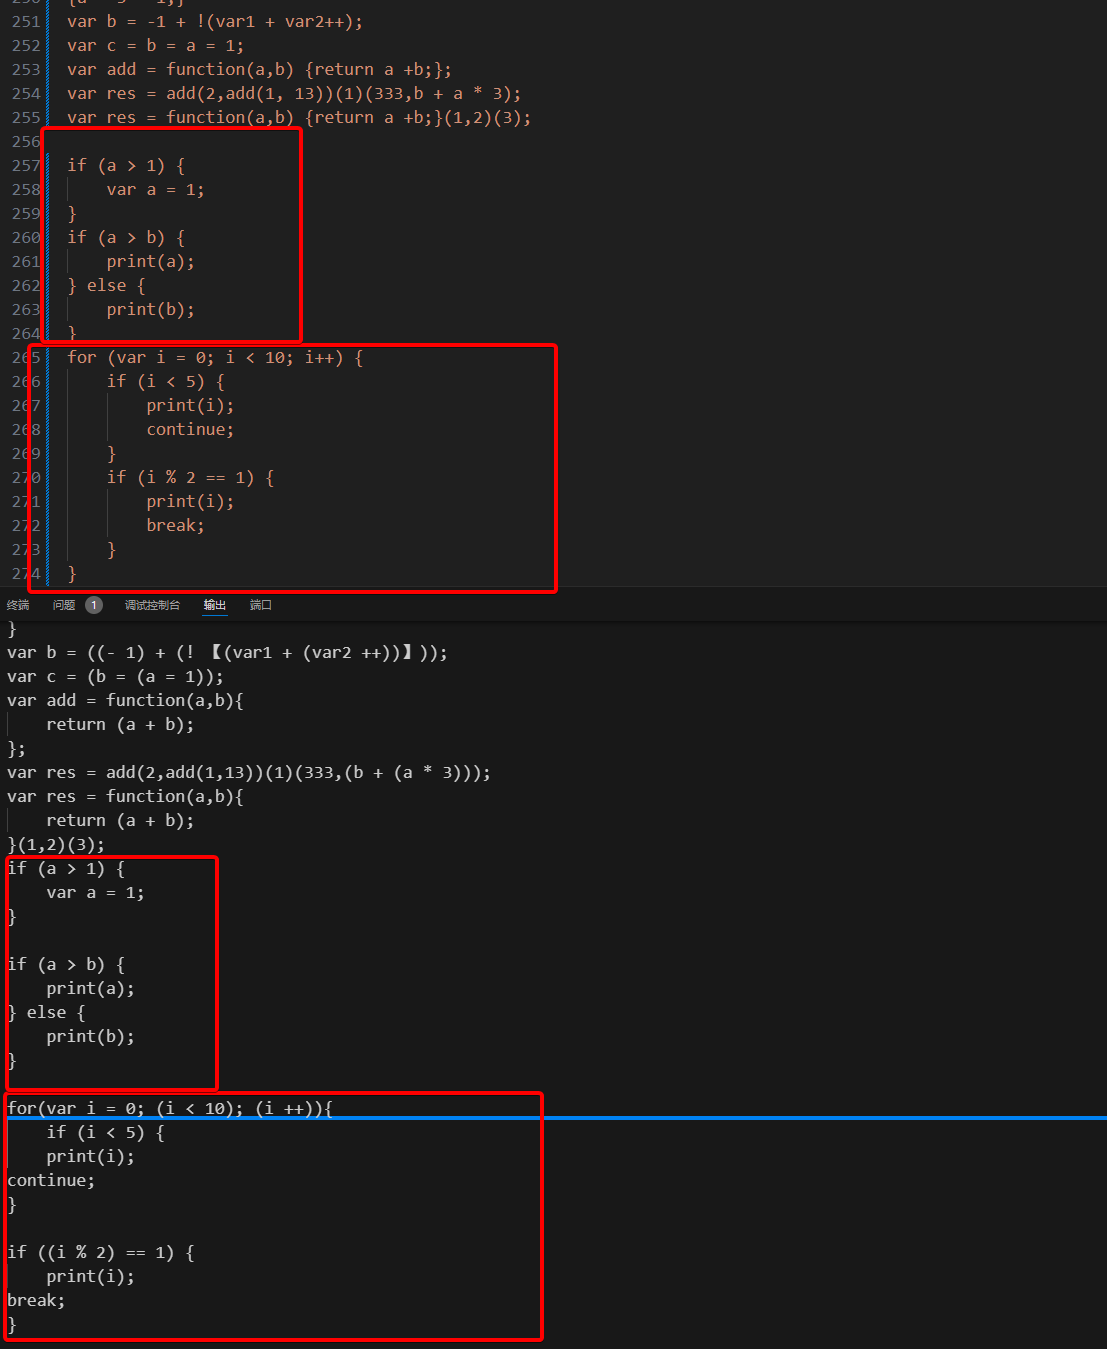 251 var b = -1 + !(var1 + var2++);
252 var c = b = a = 1;
253 var add = function(a,b) {return a +b;};
254 var res = add(2,add(1, 13))(1)(333,b + a * 3);
255 var res = function(a,b) {return a +b;}(1,2)(3);
256
257 if (a > 1) {
258     var a = 1;
259 }
260 if (a > b) {
261     print(a);
262 } else {
263     print(b);
264 }
265 for (var i = 0; i < 10; i++) {
266     if (i < 5) {
267         print(i);
268         continue;
269     }
270     if (i % 2 == 1) {
271         print(i);
272         break;
273     }
274 }
终端 问题 1 调试控制台 输出 端口
}
var b = ((- 1) + (! 【(var1 + (var2 ++))】));
var c = (b = (a = 1));
var add = function(a,b){
    return (a + b);
};
var res = add(2,add(1,13))(1)(333,(b + (a * 3)));
var res = function(a,b){
    return (a + b);
}(1,2)(3);
if (a > 1) {
    var a = 1;
}
if (a > b) {
    print(a);
} else {
    print(b);
}
for(var i = 0; (i < 10); (i ++)){
    if (i < 5) {
    print(i);
continue;
}
if ((i % 2) == 1) {
    print(i);
break;
}